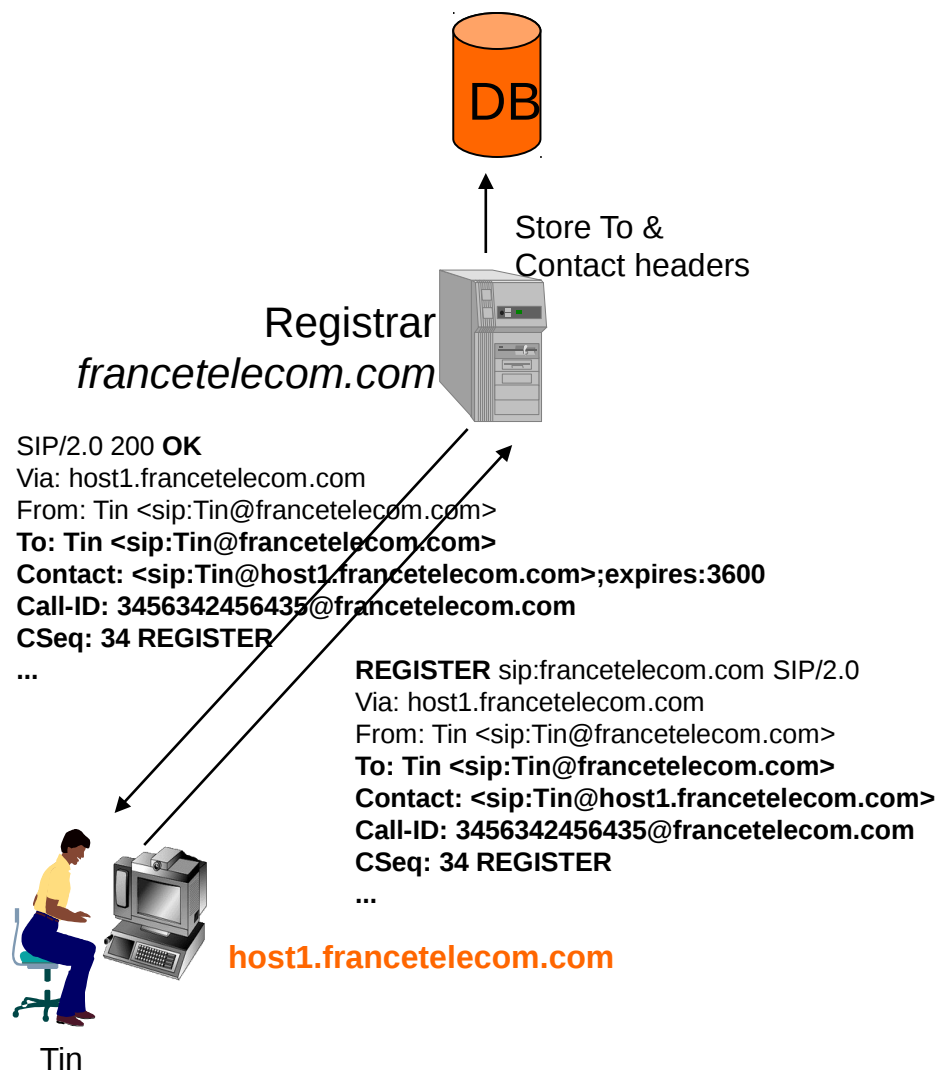 DB
Store To &
Contact headers
Registrar
francetelecom.com
SIP/2.0 200 OK
Via: host1.francetelecom.com
From: Tin <sip:Tin@francetelecom.com>
To: Tin <sip:Tin@francetelecom.com>
Contact: <sip:Tin@host1.francetelecom.com>;expires:3600
Call-ID: 3456342456435@francetelecom.com
CSeq: 34 REGISTER
...
REGISTER sip:francetelecom.com SIP/2.0
Via: host1.francetelecom.com
From: Tin <sip:Tin@francetelecom.com>
To: Tin <sip:Tin@francetelecom.com>
Contact: <sip:Tin@host1.francetelecom.com>
Call-ID: 3456342456435@francetelecom.com
CSeq: 34 REGISTER
...
host1.francetelecom.com
Tin